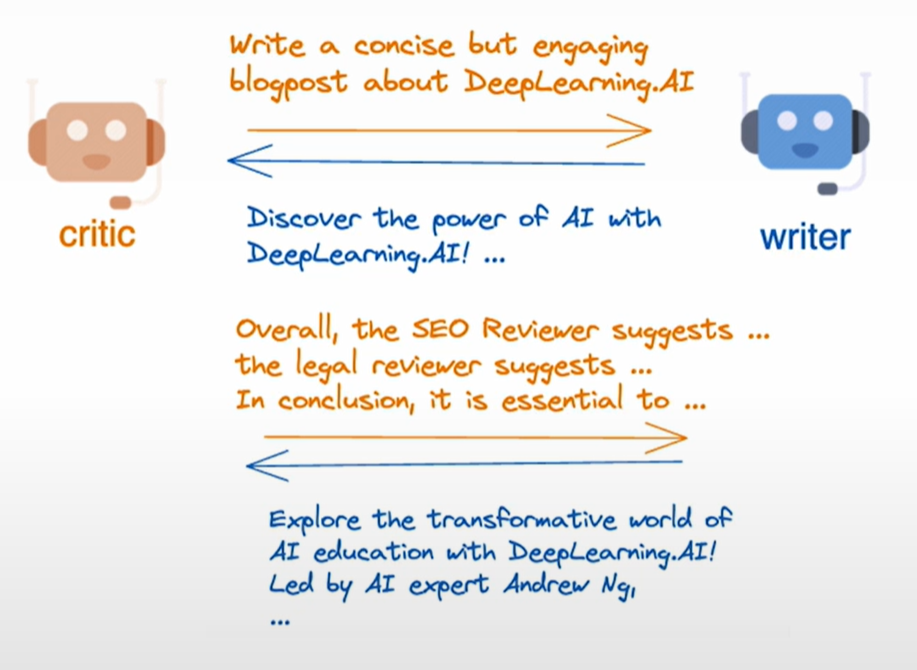 Write a concise but engaging
blogpost about DeepLearning.AI
critic
writer
Discover the power of AI with
DeepLearning.AI! ...
Overall, the SEO Reviewer suggests ...
the legal reviewer suggests ...
In conclusion, it is essential to ...
Explore the transformative world of
AI education with DeepLearning.AI!
Led by AI expert Andrew Ng,
...